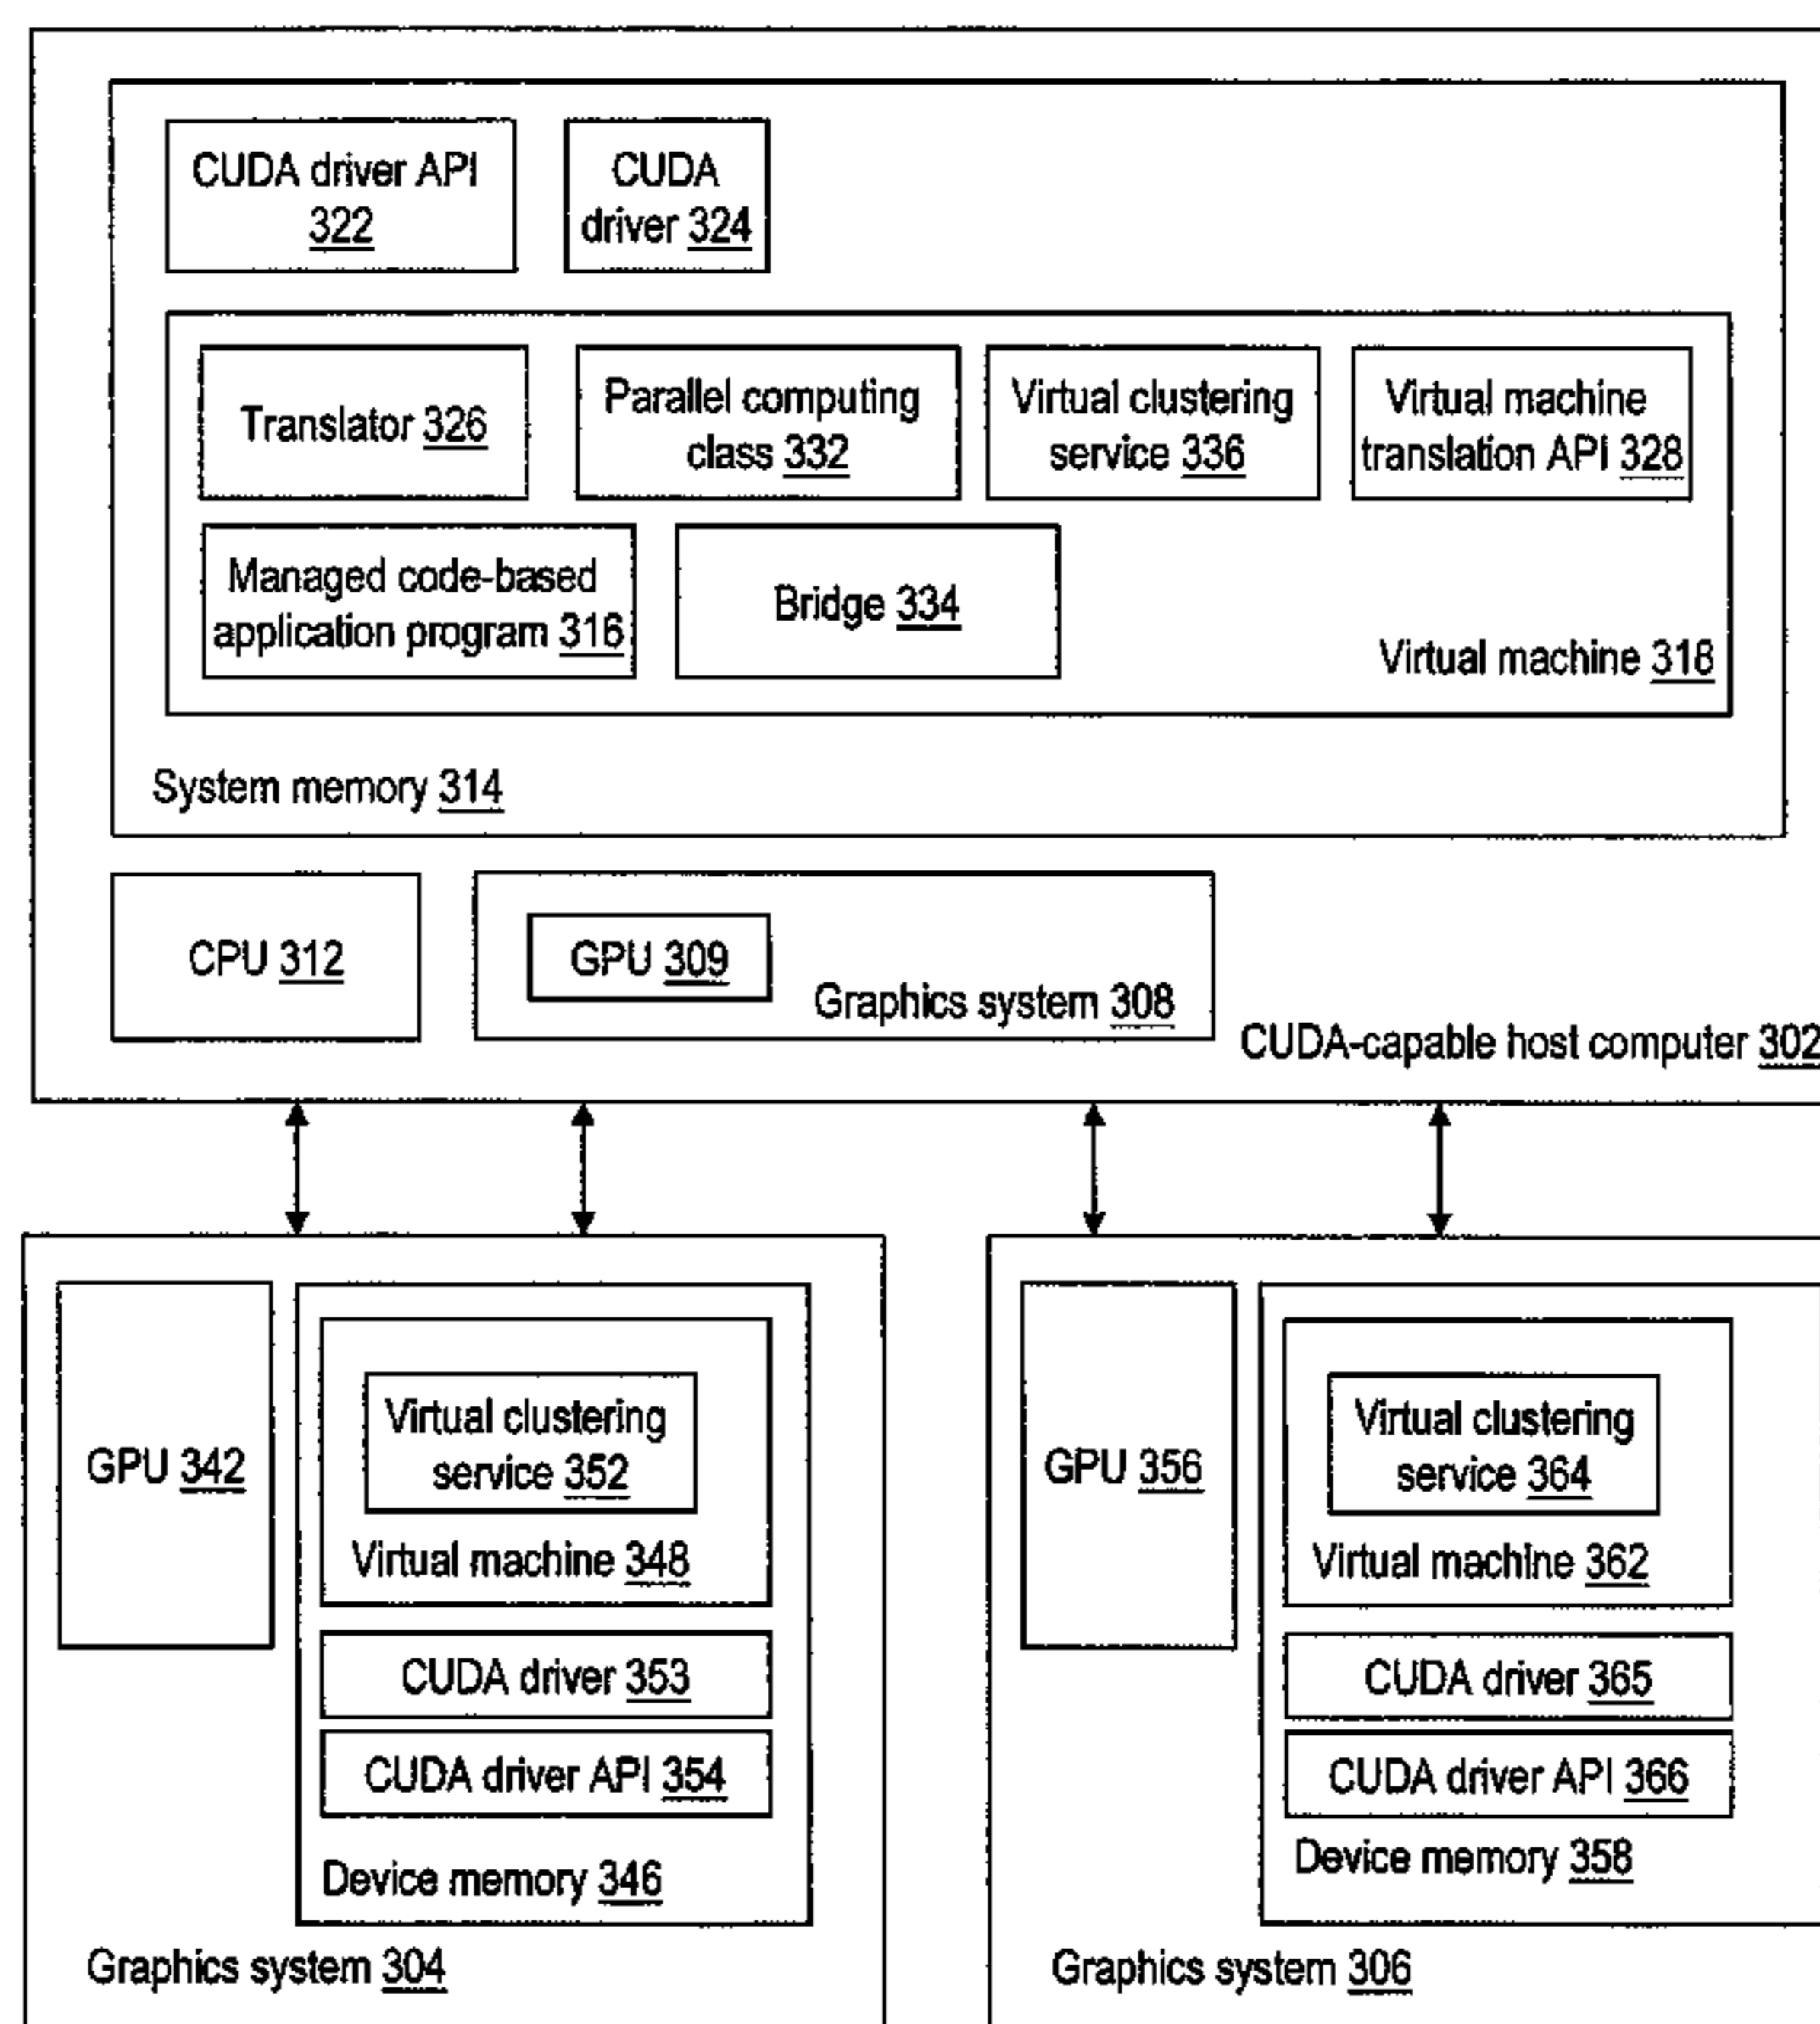 CUDA driver API
322
CUDA
driver 324
Translator 326
Parallel computing
class 332
Virtual clustering
service 336
Virtual machine
translation API 328
Managed code-based
application program 316
Bridge 334
Virtual machine 318
System memory 314
CPU 312
GPU 309
Graphics system 308
CUDA-capable host computer 302
GPU 342
Virtual clustering
service 352
Virtual machine 348
CUDA driver 353
CUDA driver API 354
Device memory 346
Graphics system 304
GPU 356
Virtual clustering
service 364
Virtual machine 362
CUDA driver 365
CUDA driver API 366
Device memory 358
Graphics system 306